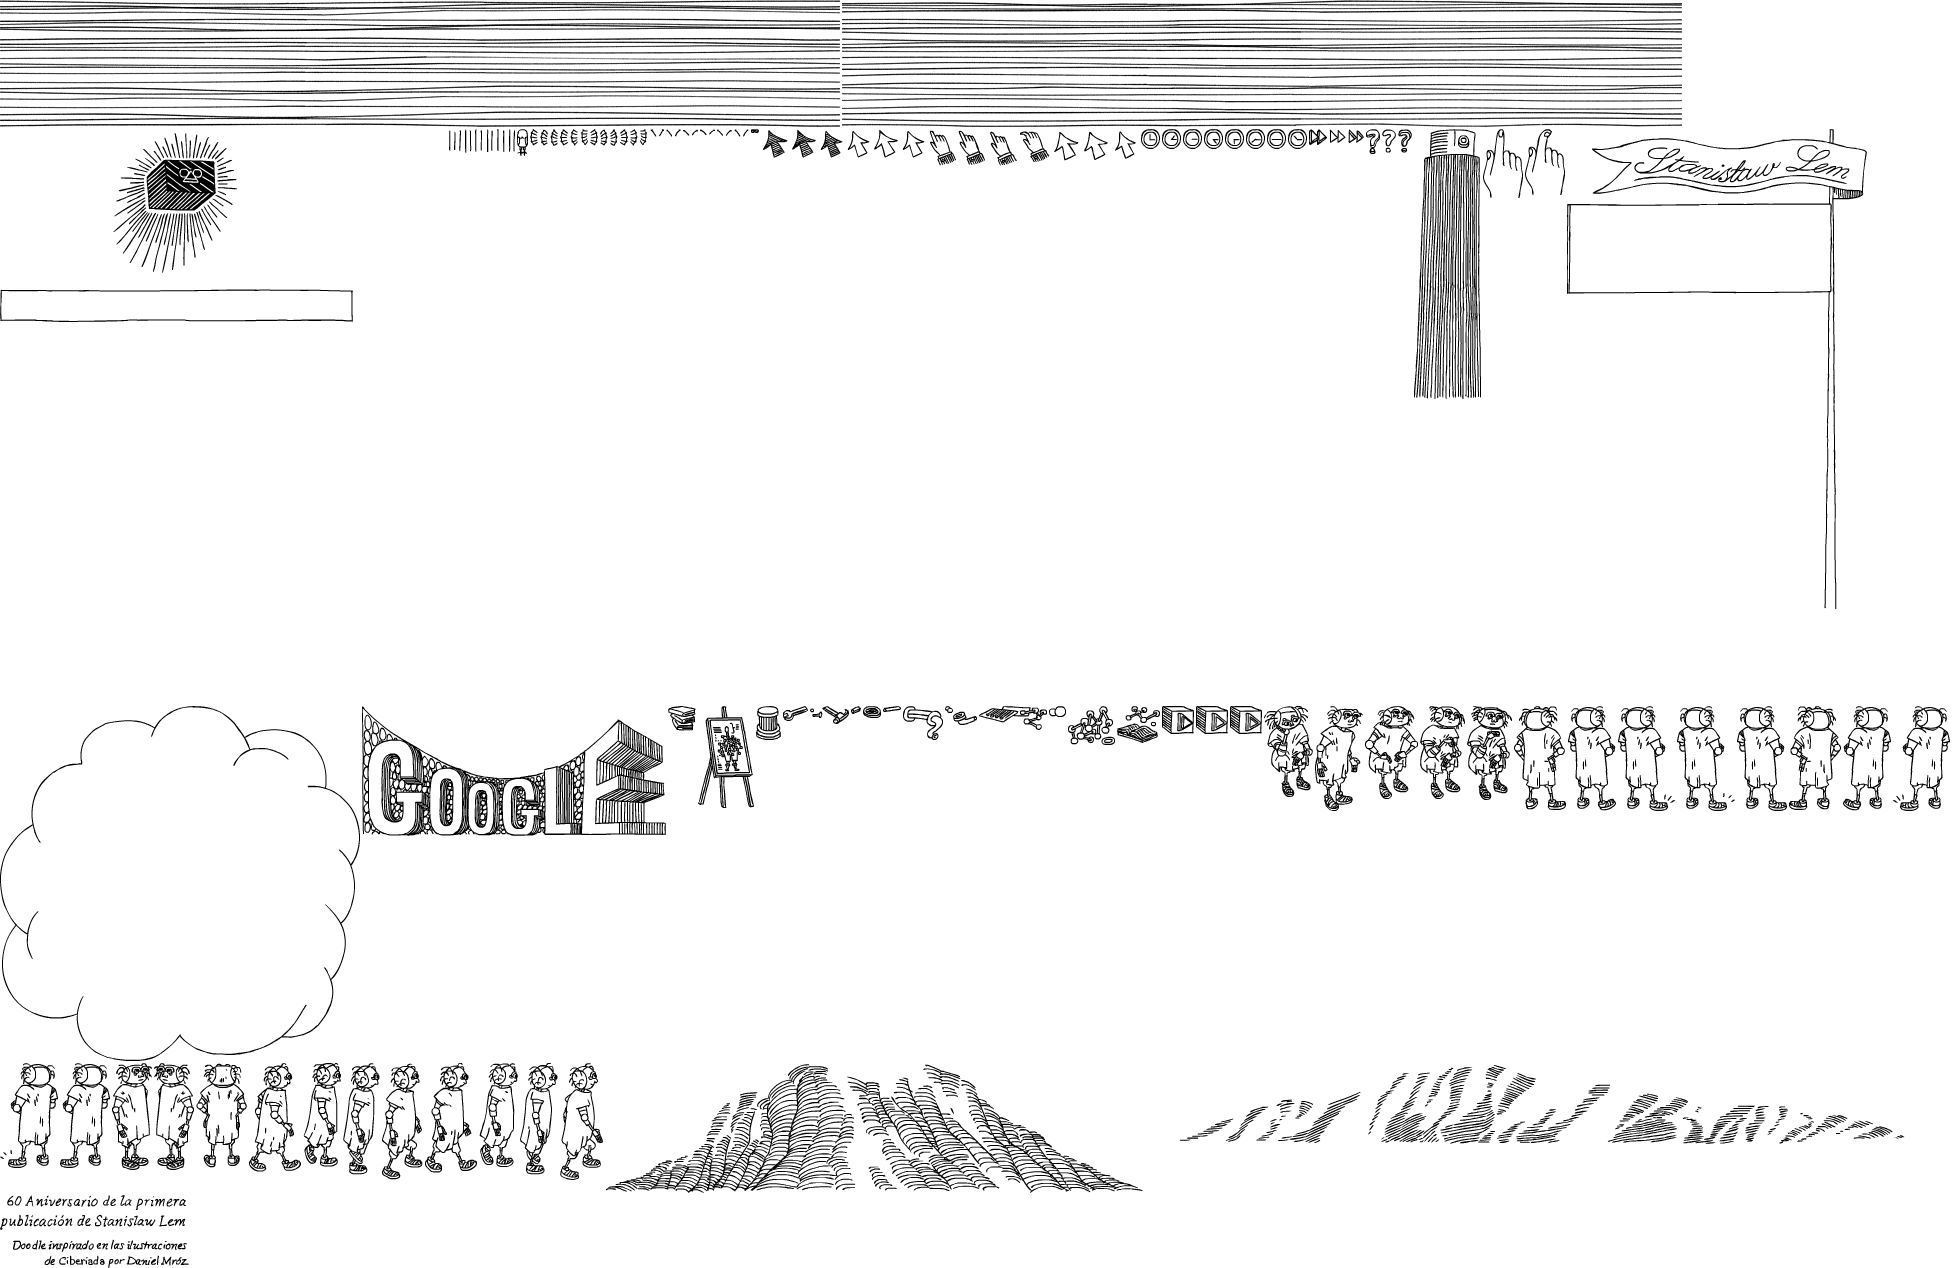 Stanisław Lem
GOOGLE
60 Aniversario de la primera
publicación de Stanislaw Lem
Doodle inspirado en las ilustraciones
de Ciberiada por Daniel Mróz